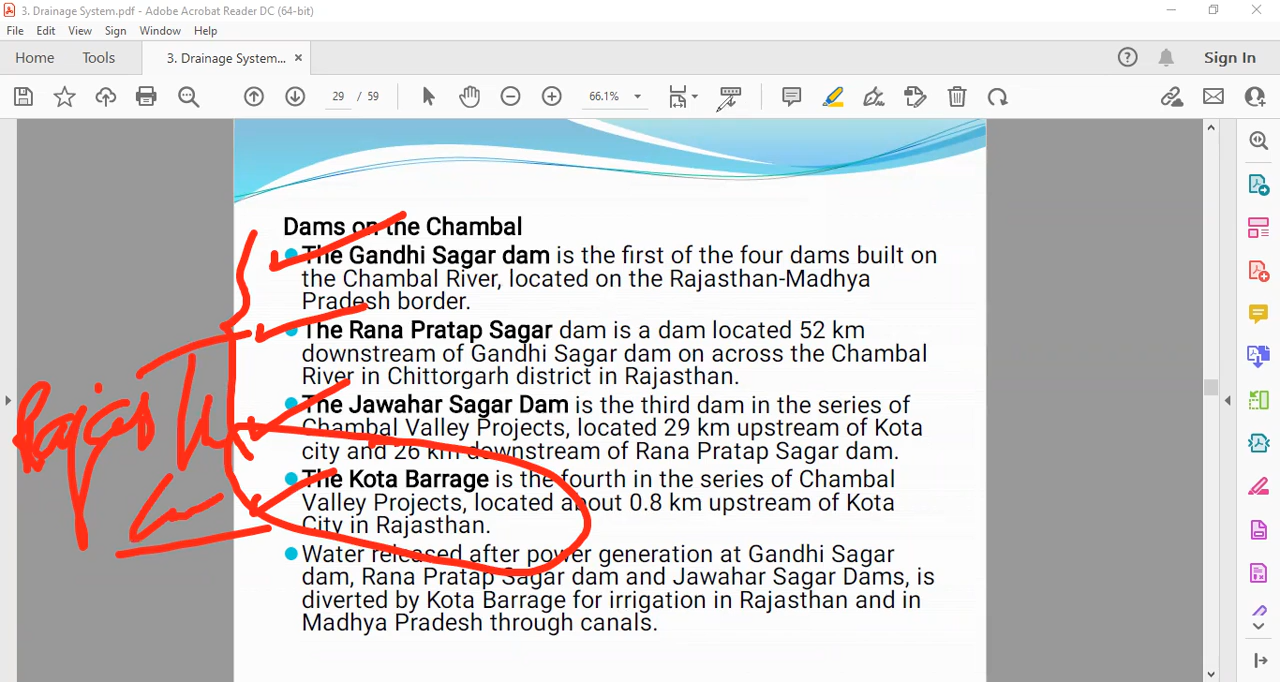 3. Drainage System.pdf - Adobe Acrobat Reader DC (64-bit)
File Edit View Sign Window Help
Home Tools 3. Drainage System... × Sign In
29 / 59 66.1%
Dams on the Chambal
The Gandhi Sagar dam is the first of the four dams built on
the Chambal River, located on the Rajasthan-Madhya
Pradesh border.
The Rana Pratap Sagar dam is a dam located 52 km
downstream of Gandhi Sagar dam on across the Chambal
River in Chittorgarh district in Rajasthan.
The Jawahar Sagar Dam is the third dam in the series of
Chambal Valley Projects, located 29 km upstream of Kota
city and 26 km downstream of Rana Pratap Sagar dam.
The Kota Barrage is the fourth in the series of Chambal
Valley Projects, located about 0.8 km upstream of Kota
City in Rajasthan.
Water released after power generation at Gandhi Sagar
dam, Rana Pratap Sagar dam and Jawahar Sagar Dams, is
diverted by Kota Barrage for irrigation in Rajasthan and in
Madhya Pradesh through canals.